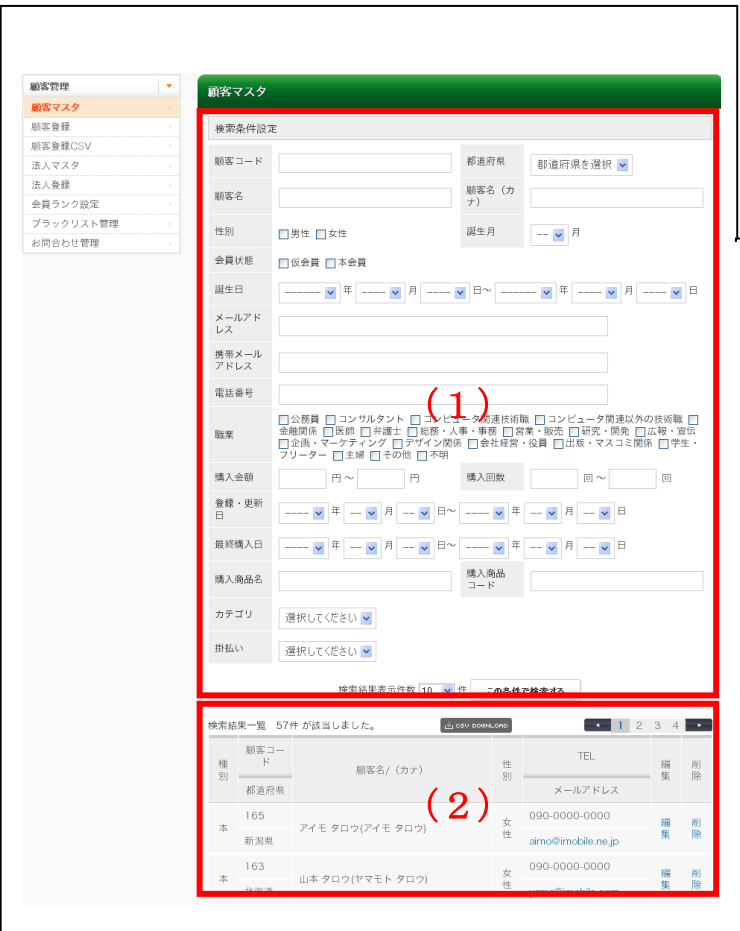 顧客管理
顧客マスタ
顧客登録
顧客登録CSV
法人マスタ
法人登録
会員ランク設定
ブラックリスト管理
お問合わせ管理
顧客マスタ
検索条件設定
顧客コード 都道府県 都道府県を選択
顧客名 顧客名（カ
ナ）
性別 男性 女性 誕生月 -- 月
会員状態 仮会員 本会員
誕生日 ------ 年 ---- 月 ---- 日～ ------ 年 ---- 月 ---- 日
メールアド
レス
携帯メール
アドレス
電話番号
（1）
職業
公務員 コンサルタント コンピュータ関連技術職 コンピュータ関連以外の技術職
金融関係 医師 弁護士 総務・人事・事務 営業・販売 研究・開発 広報・宣伝
企画・マーケティング デザイン関係 会社経営・役員 出版・マスコミ関係 学生・
フリーター 主婦 その他 不明
購入金額 円～ 円 購入回数 回～ 回
登録・更新
日 ---- 年 -- 月 -- 日～ ---- 年 -- 月 -- 日
最終購入日 ---- 年 -- 月 -- 日～ ---- 年 -- 月 -- 日
購入商品名 購入商品
コード
カテゴリ 選択してください
掛払い 選択してください
検索結果表示件数 10 件 この条件で検索する
検索結果一覧 57件 が該当しました。 CSV DOWNLOAD 1 2 3 4
種別 顧客コード 顧客名/（カナ） 性別 TEL 編集 削除
都道府県 メールアドレス
（2）
本 165 アイモ タロウ(アイモ タロウ) 女性 090-0000-0000 編集 削除
新潟県 aimo@imobile.ne.jp
本 163 山本 タロウ(ヤマモト タロウ) 女性 090-0000-0000 編集 削除